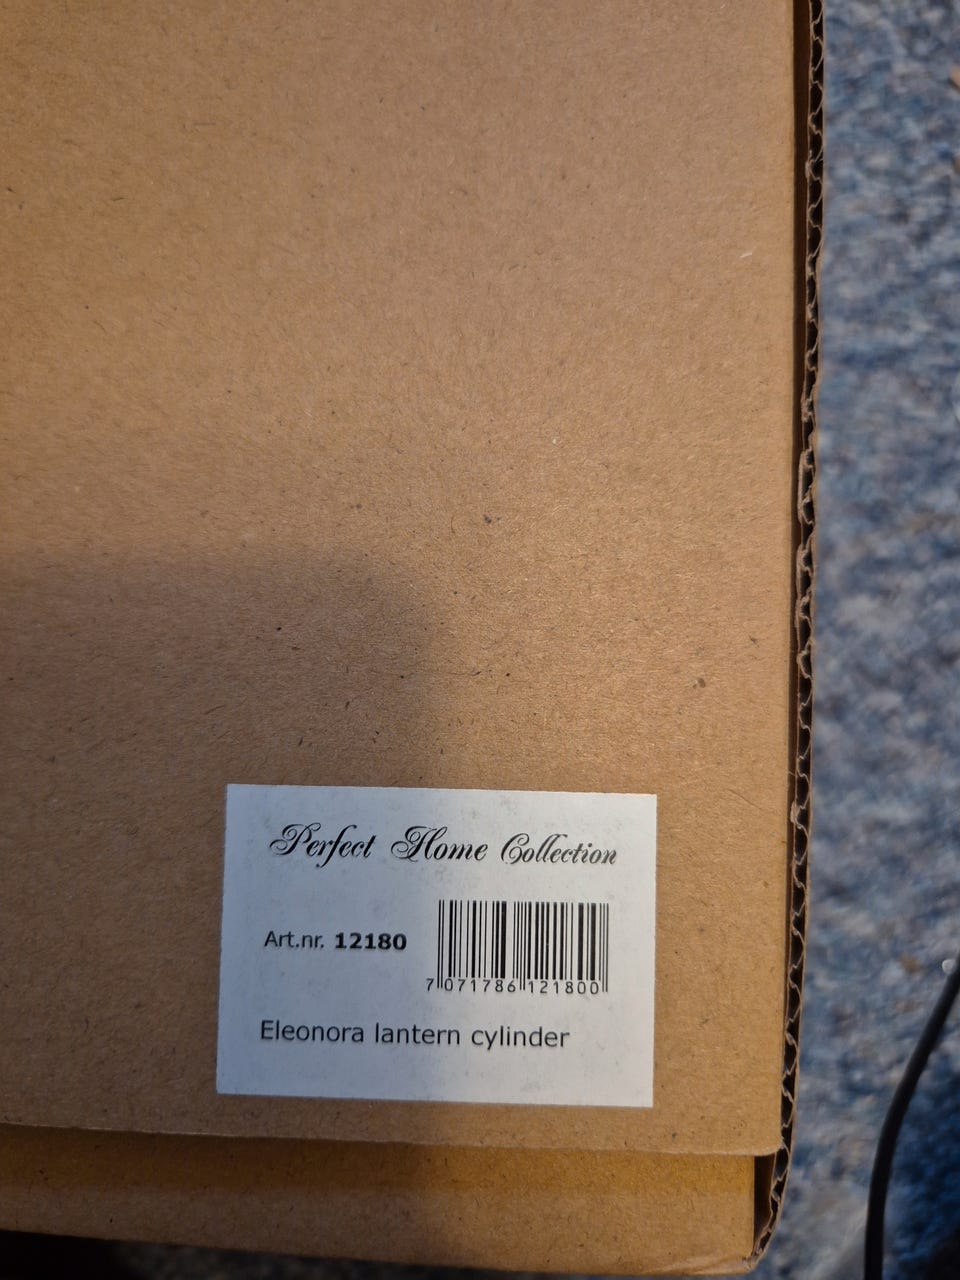 Perfect Home Collection
Art.nr. 12180
7 071786 121800
Eleonora lantern cylinder